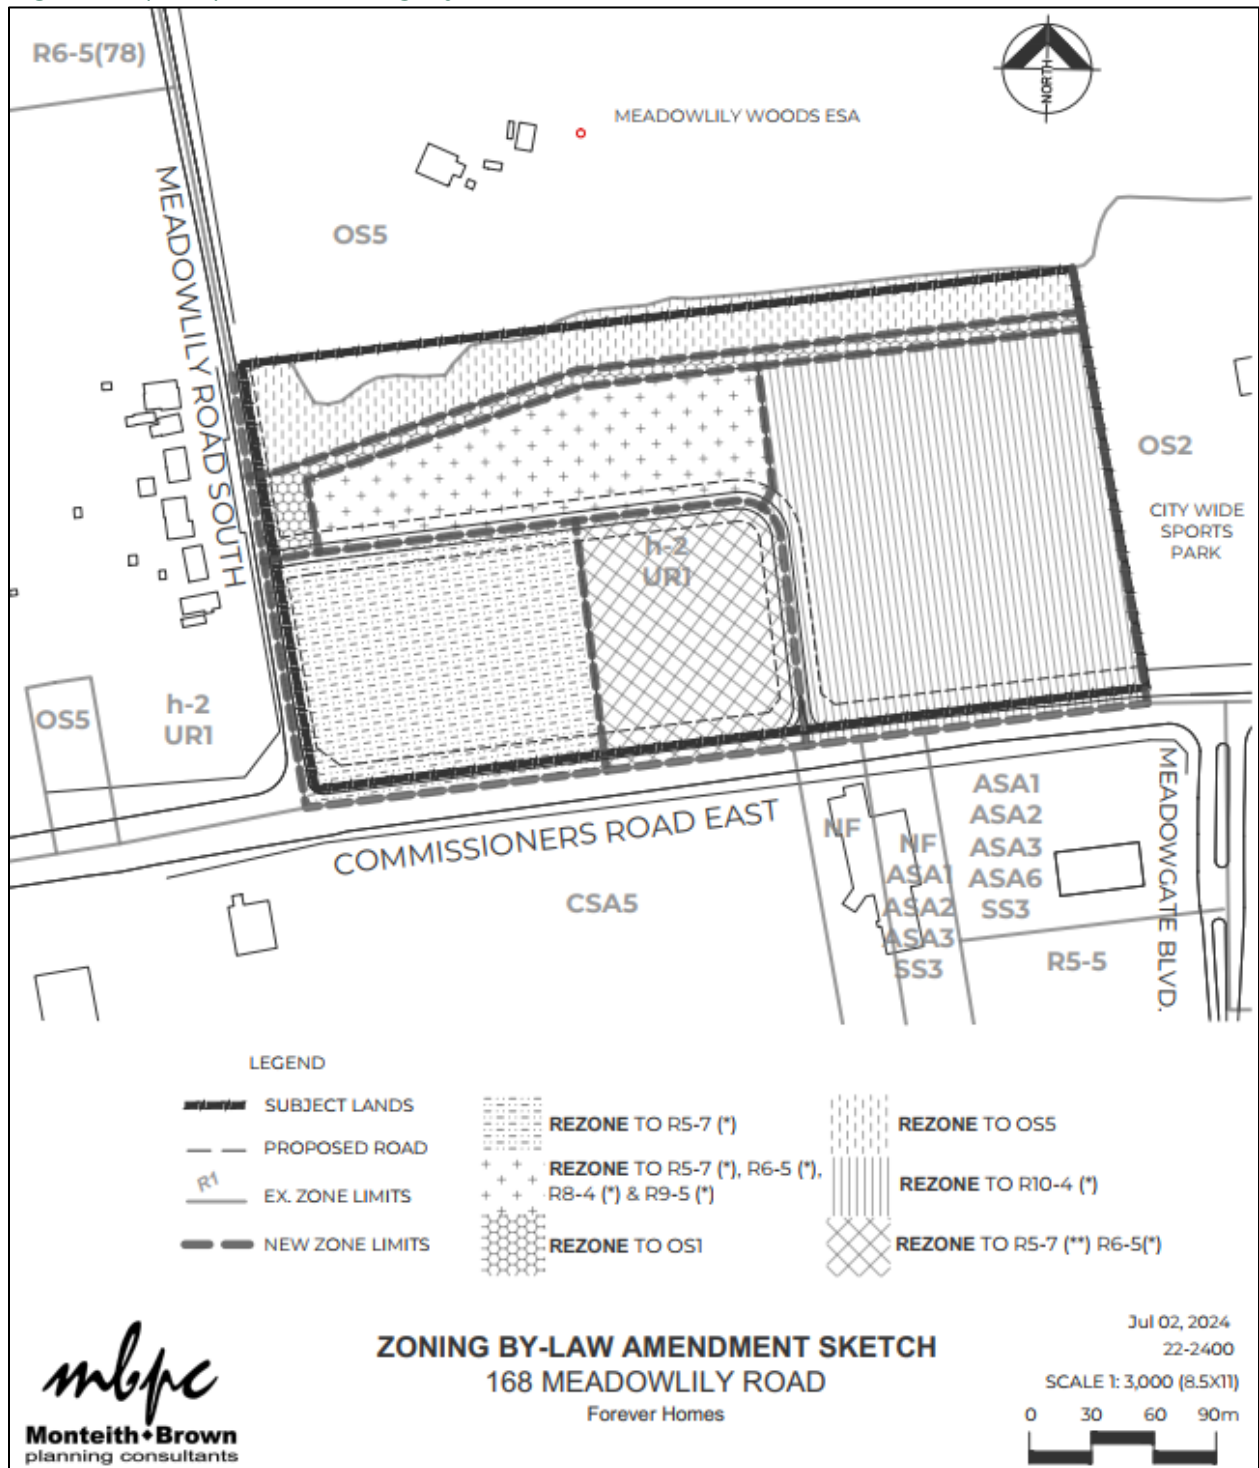 R6-5(78)
NORTH
MEADOWLILY WOODS ESA
MEADOWLILY ROAD SOUTH
OS5
OS2
CITY WIDE
SPORTS
PARK
h-2
UR1
OS5
h-2
UR1
COMMISSIONERS ROAD EAST
MEADOWGATE BLVD.
CSA5
NF
NF
ASA1
ASA2
ASA3
SS3
ASA1
ASA2
ASA3
ASA6
SS3
R5-5
LEGEND
SUBJECT LANDS
PROPOSED ROAD
R1
EX. ZONE LIMITS
NEW ZONE LIMITS
REZONE TO R5-7 (*)
REZONE TO R5-7 (*), R6-5 (*),
R8-4 (*) & R9-5 (*)
REZONE TO OS1
REZONE TO OS5
REZONE TO R10-4 (*)
REZONE TO R5-7 (**) R6-5(*)
mbpc
Monteith♦Brown
planning consultants
ZONING BY-LAW AMENDMENT SKETCH
168 MEADOWLILY ROAD
Forever Homes
Jul 02, 2024
22-2400
SCALE 1: 3,000 (8.5X11)
0 30 60 90m